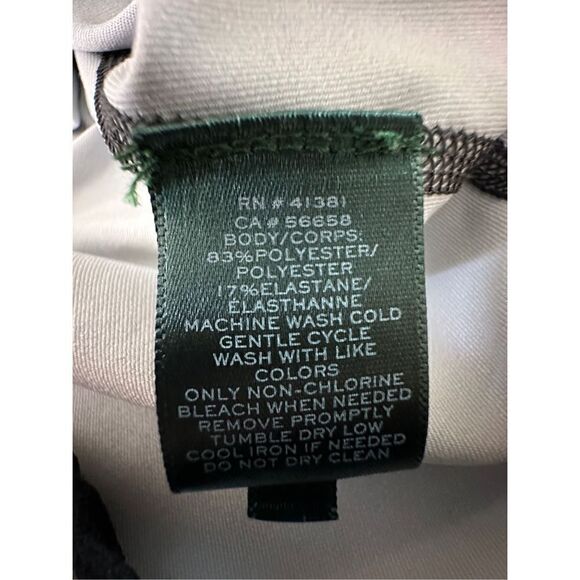 RN # 41381
CA # 56658
BODY/CORPS:
83%POLYESTER/
POLYESTER
17%ELASTANE/
ELASTHANNE
MACHINE WASH COLD
GENTLE CYCLE
WASH WITH LIKE
COLORS
ONLY NON-CHLORINE
BLEACH WHEN NEEDED
REMOVE PROMPTLY
TUMBLE DRY LOW
COOL IRON IF NEEDED
DO NOT DRY CLEAN